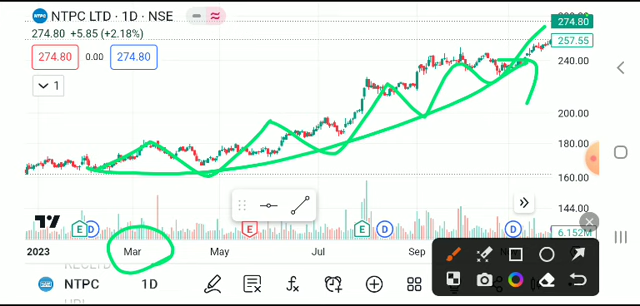 NTPC LTD · 1D · NSE
274.80 +5.85 (+2.18%)
274.80 0.00 274.80
1
274.80
257.55
240.00
200.00
180.00
160.00
144.00
6.152M
E D E E D D
2023 Mar May Jul Sep
NTPC 1D